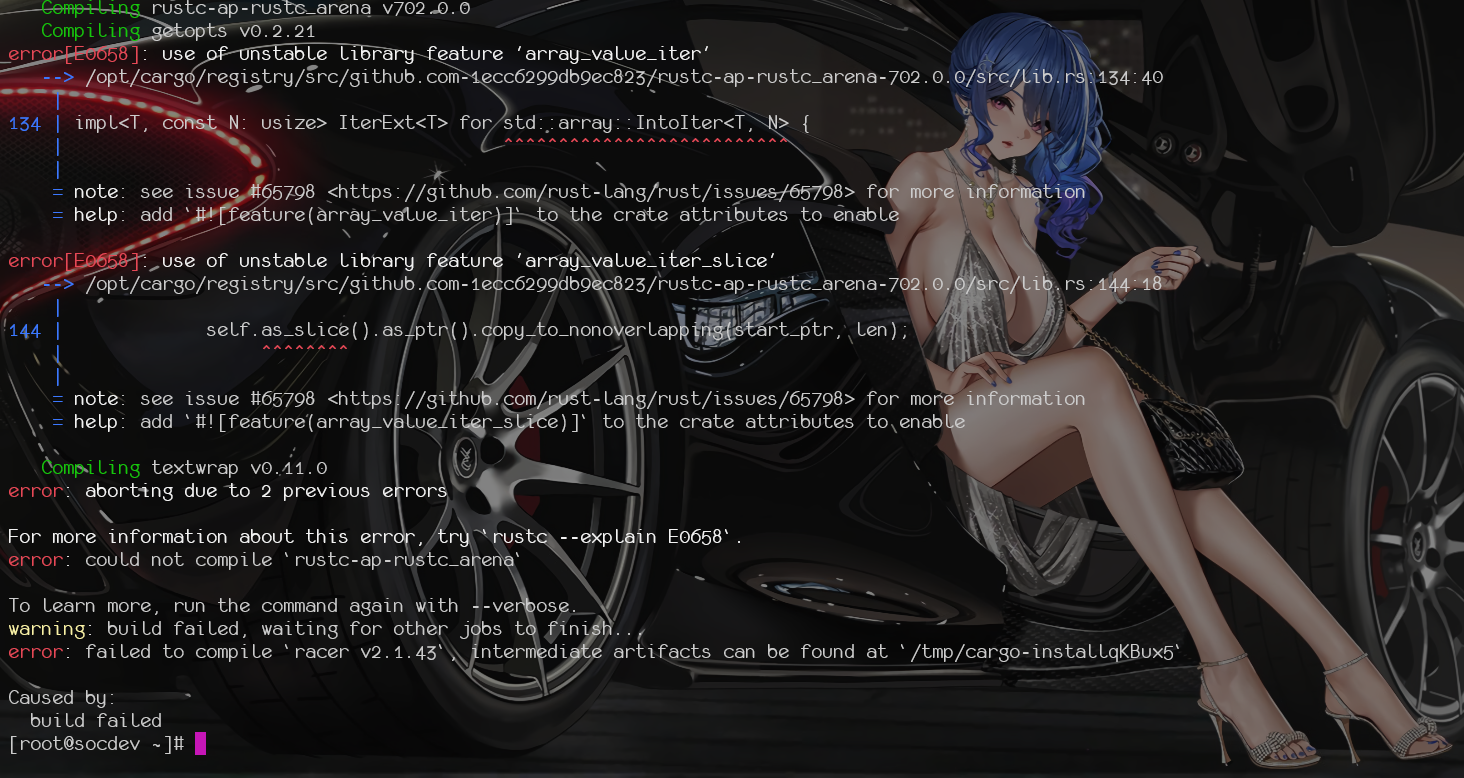 Compiling rustc-ap-rustc_arena v702.0.0
Compiling getopts v0.2.21
error[E0658]: use of unstable library feature 'array_value_iter'
--> /opt/cargo/registry/src/github.com-1ecc6299db9ec823/rustc-ap-rustc_arena-702.0.0/src/lib.rs:134:40
|
134 | impl<T, const N: usize> IterExt<T> for std::array::IntoIter<T, N> {
| ^^^^^^^^^^^^^^^^^^^^^^^^^^
|
= note: see issue #65798 <https://github.com/rust-lang/rust/issues/65798> for more information
= help: add `#![feature(array_value_iter)]` to the crate attributes to enable
error[E0658]: use of unstable library feature 'array_value_iter_slice'
--> /opt/cargo/registry/src/github.com-1ecc6299db9ec823/rustc-ap-rustc_arena-702.0.0/src/lib.rs:144:18
|
144 | self.as_slice().as_ptr().copy_to_nonoverlapping(start_ptr, len);
| ^^^^^^^^
|
= note: see issue #65798 <https://github.com/rust-lang/rust/issues/65798> for more information
= help: add `#![feature(array_value_iter_slice)]` to the crate attributes to enable
Compiling textwrap v0.11.0
error: aborting due to 2 previous errors
For more information about this error, try `rustc --explain E0658`.
error: could not compile `rustc-ap-rustc_arena`
To learn more, run the command again with --verbose.
warning: build failed, waiting for other jobs to finish...
error: failed to compile `racer v2.1.43`, intermediate artifacts can be found at `/tmp/cargo-installqKBux5`
Caused by:
build failed
[root@socdev ~]#